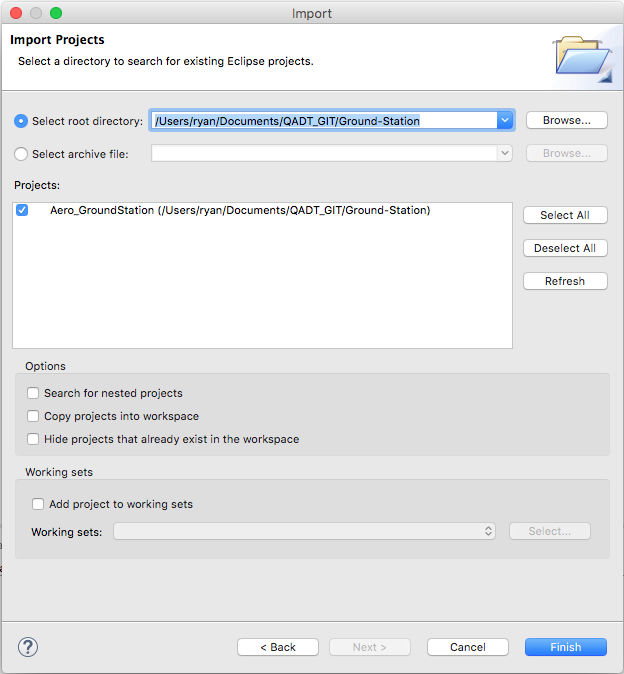 Import
Import Projects
Select a directory to search for existing Eclipse projects.
Select root directory: /Users/ryan/Documents/QADT_GIT/Ground-Station Browse...
Select archive file: Browse...
Projects:
Aero_GroundStation (/Users/ryan/Documents/QADT_GIT/Ground-Station)
Select All
Deselect All
Refresh
Options
Search for nested projects
Copy projects into workspace
Hide projects that already exist in the workspace
Working sets
Add project to working sets
Working sets: Select...
? < Back Next > Cancel Finish